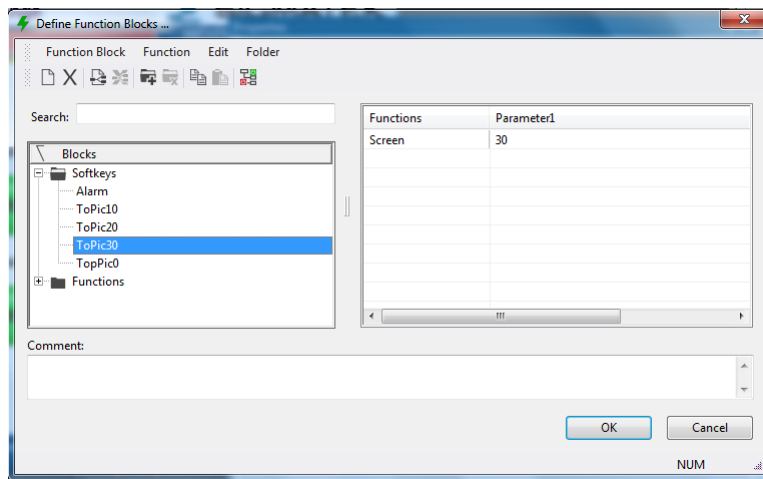 Define Function Blocks ...
Function Block Function Edit Folder
Search:
Functions Parameter1
Screen 30
Blocks
Softkeys
Alarm
ToPic10
ToPic20
ToPic30
TopPic0
Functions
Comment:
OK Cancel
NUM